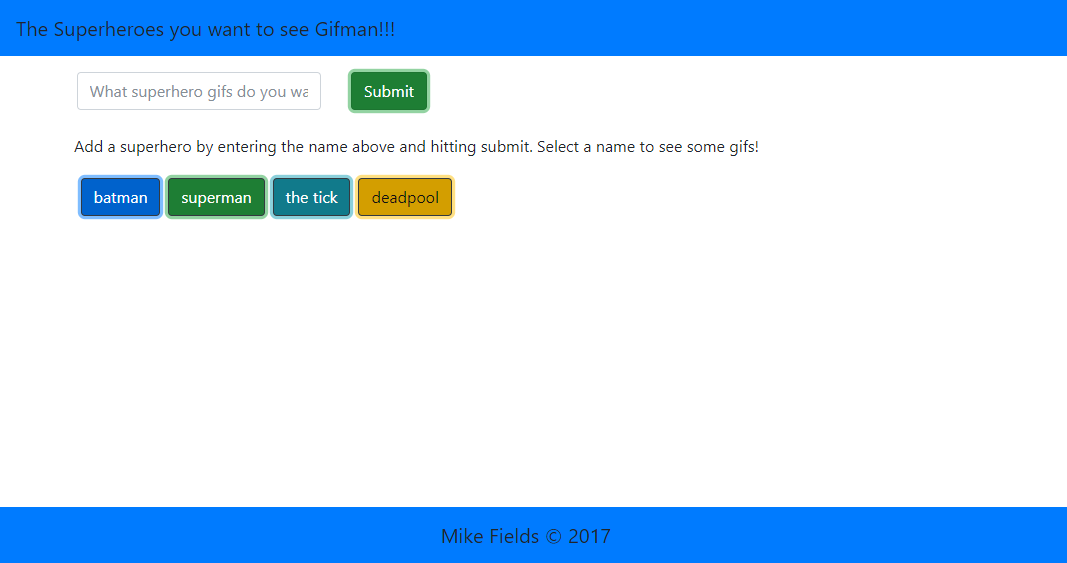 The Superheroes you want to see Gifman!!!
What superhero gifs do you wa
Submit
Add a superhero by entering the name above and hitting submit. Select a name to see some gifs!
batman superman the tick deadpool
Mike Fields © 2017